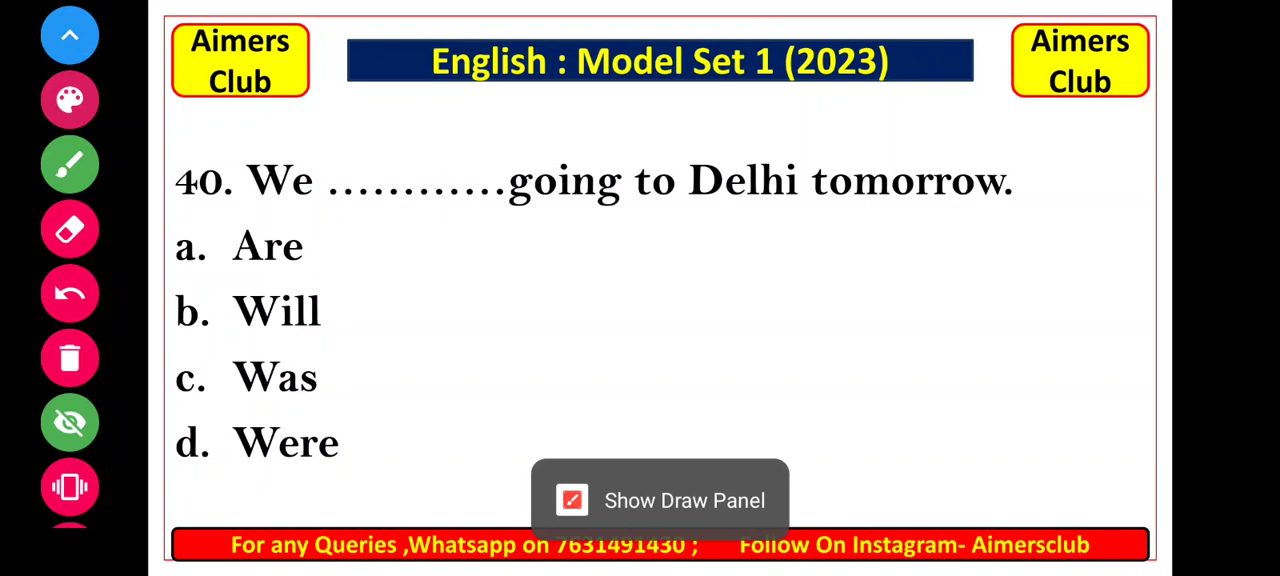 Aimers
Club
English : Model Set 1 (2023)
Aimers
Club
40. We ............going to Delhi tomorrow.
a. Are
b. Will
c. Was
d. Were
Show Draw Panel
For any Queries ,Whatsapp on 7631491430 ; Follow On Instagram- Aimersclub